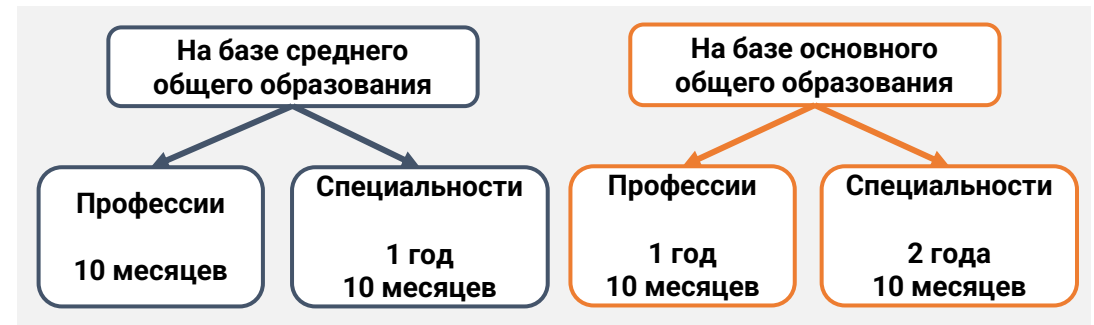 На базе среднего
общего образования
Профессии
10 месяцев
Специальности
1 год
10 месяцев
На базе основного
общего образования
Профессии
1 год
10 месяцев
Специальности
2 года
10 месяцев